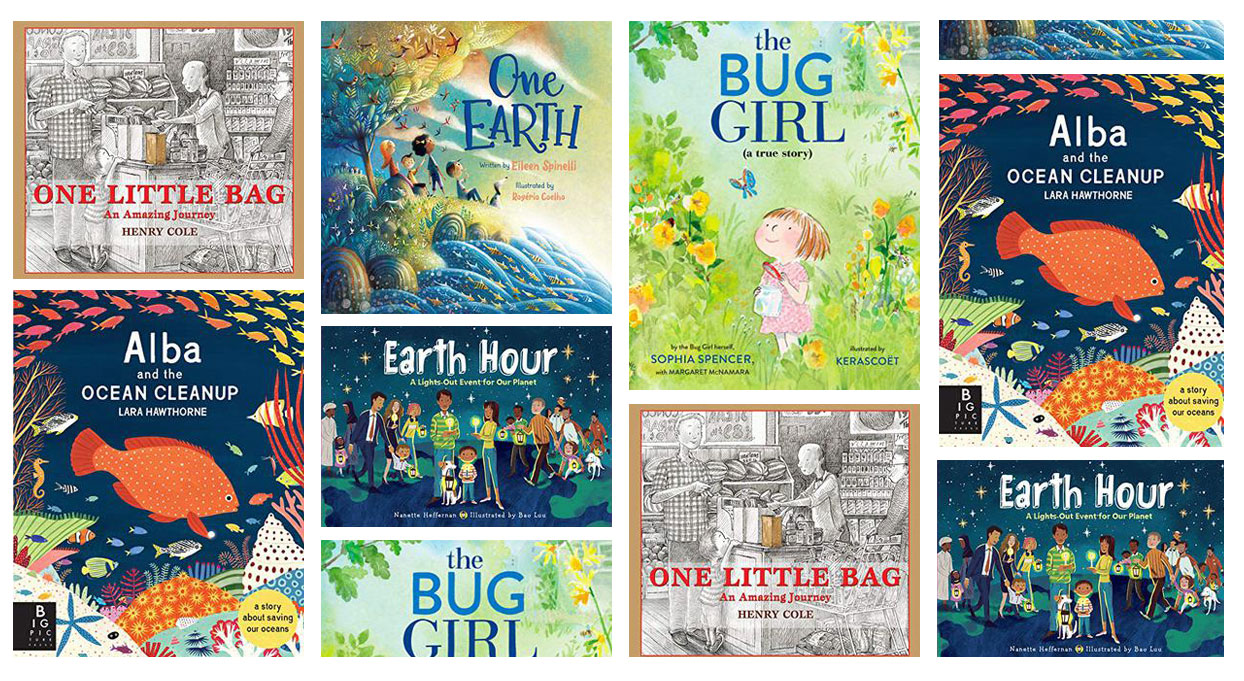 ONE LITTLE BAG
An Amazing Journey
HENRY COLE
Alba
and the
OCEAN CLEANUP
LARA HAWTHORNE
BIG PICTURE PRESS
a story
about saving
our oceans
One
EARTH
Written by Eileen Spinelli
Illustrated by
Rogério Coelho
Earth Hour
A Lights-Out Event for Our Planet
Nanette Heffernan Illustrated by Bao Luu
the
BUG
GIRL
the
BUG
GIRL
(a true story)
by the Bug Girl herself,
SOPHIA SPENCER,
with MARGARET McNAMARA
illustrated by
KERASCOËT
ONE LITTLE BAG
An Amazing Journey
HENRY COLE
Alba
and the
OCEAN CLEANUP
LARA HAWTHORNE
BIG PICTURE PRESS
a story
about saving
our oceans
Earth Hour
A Lights-Out Event for Our Planet
Nanette Heffernan Illustrated by Bao Luu